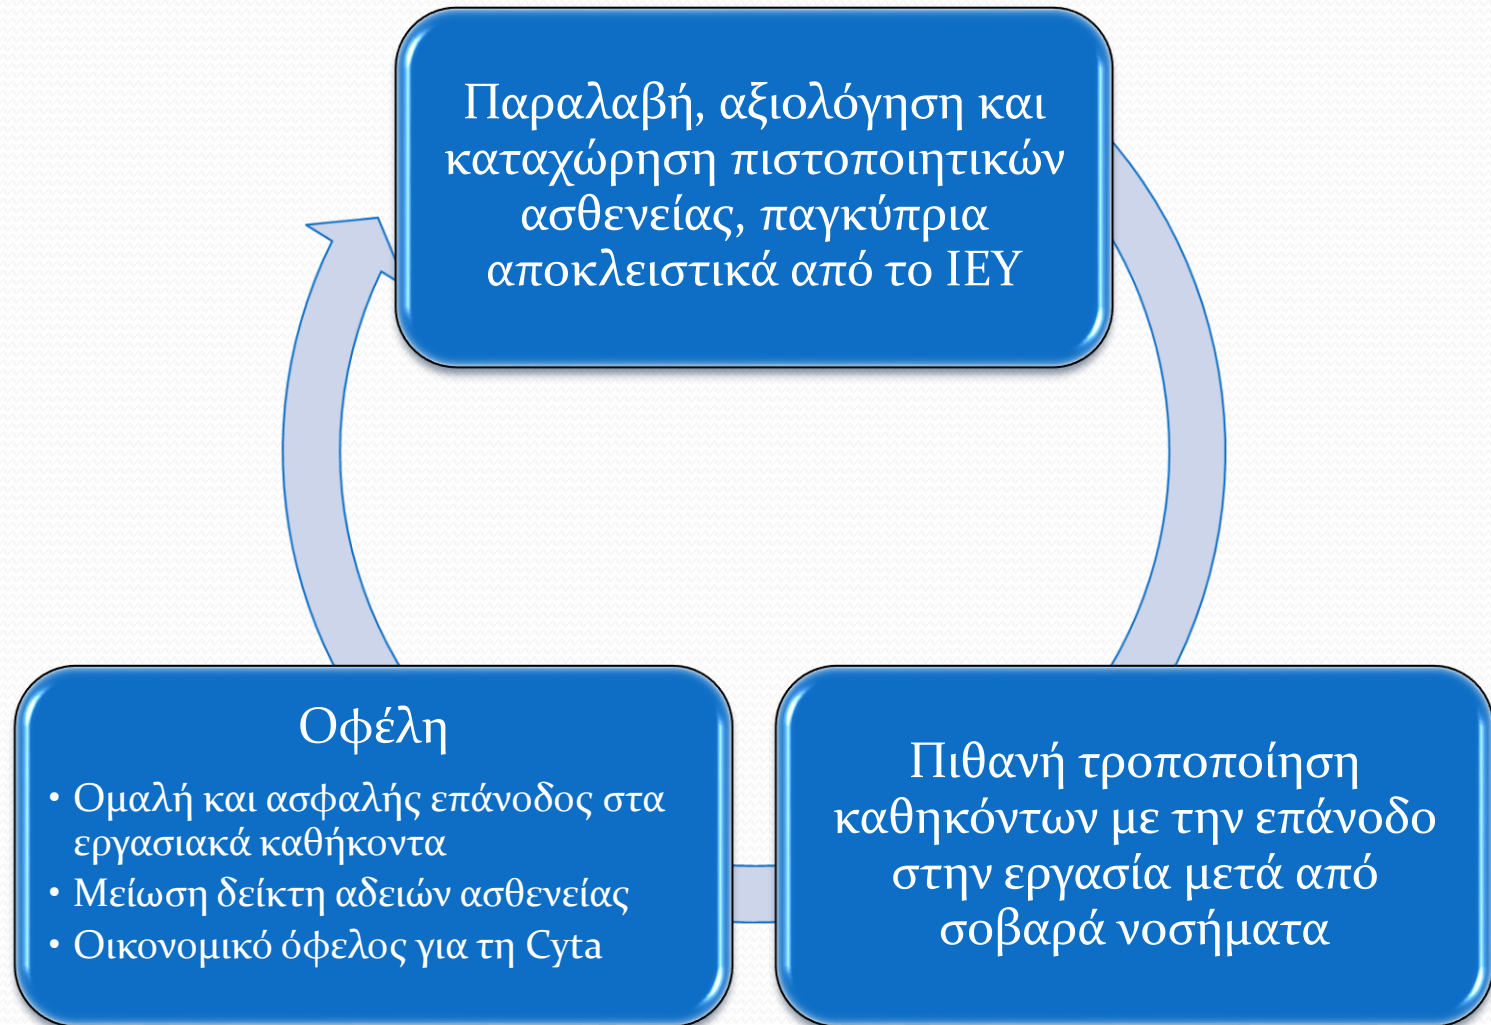 Παραλαβή, αξιολόγηση και
καταχώρηση πιστοποιητικών
ασθενείας, παγκύπρια
αποκλειστικά από το ΙΕΥ
Πιθανή τροποποίηση
καθηκόντων με την επάνοδο
στην εργασία μετά από
σοβαρά νοσήματα
Οφέλη
• Ομαλή και ασφαλής επάνοδος στα
εργασιακά καθήκοντα
• Μείωση δείκτη αδειών ασθενείας
• Οικονομικό όφελος για τη Cyta